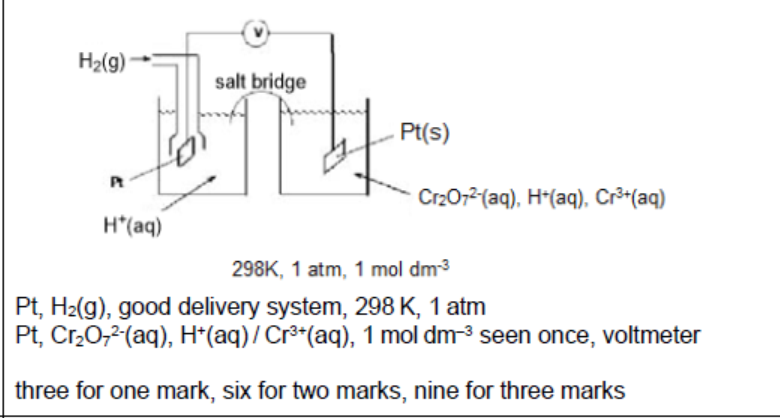 V
H₂(g)
salt bridge
Pt(s)
Pt
Cr₂O₇²⁻(aq), H⁺(aq), Cr³⁺(aq)
H⁺(aq)
298K, 1 atm, 1 mol dm⁻³
Pt, H₂(g), good delivery system, 298 K, 1 atm
Pt, Cr₂O₇²⁻(aq), H⁺(aq) / Cr³⁺(aq), 1 mol dm⁻³ seen once, voltmeter
three for one mark, six for two marks, nine for three marks